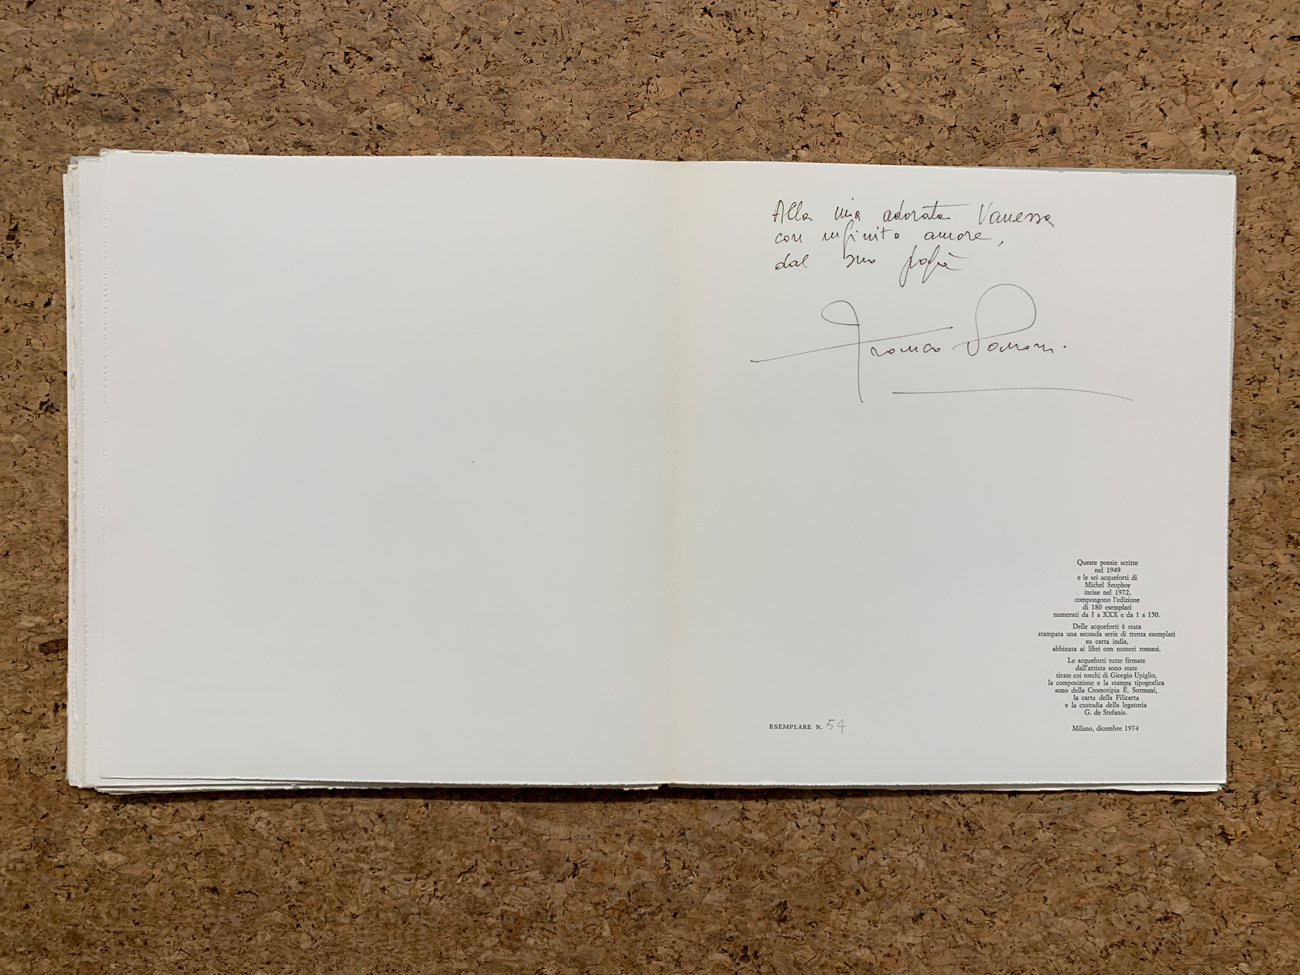 Alla mia adorata Vanessa
con infinito amore,
dal suo papà
Franco
Queste poesie scritte
nel 1949
e le sei acqueforti di
Michel Seuphor
incise nel 1972,
compongono l'edizione
di 180 esemplari
numerati da I a XXX e da 1 a 150.
Delle acqueforti è stata
stampata una seconda serie di trenta esemplari
su carta india,
abbinata ai libri con numeri romani.
Le acqueforti tutte firmate
dall'artista sono state
tirate coi torchi di Giorgio Upiglio,
la composizione e la stampa tipografica
sono della Cromotipia E. Sormani,
la carta della Filicarta
e la custodia della legatoria
G. de Stefanis.
ESEMPLARE N. 54
Milano, dicembre 1974